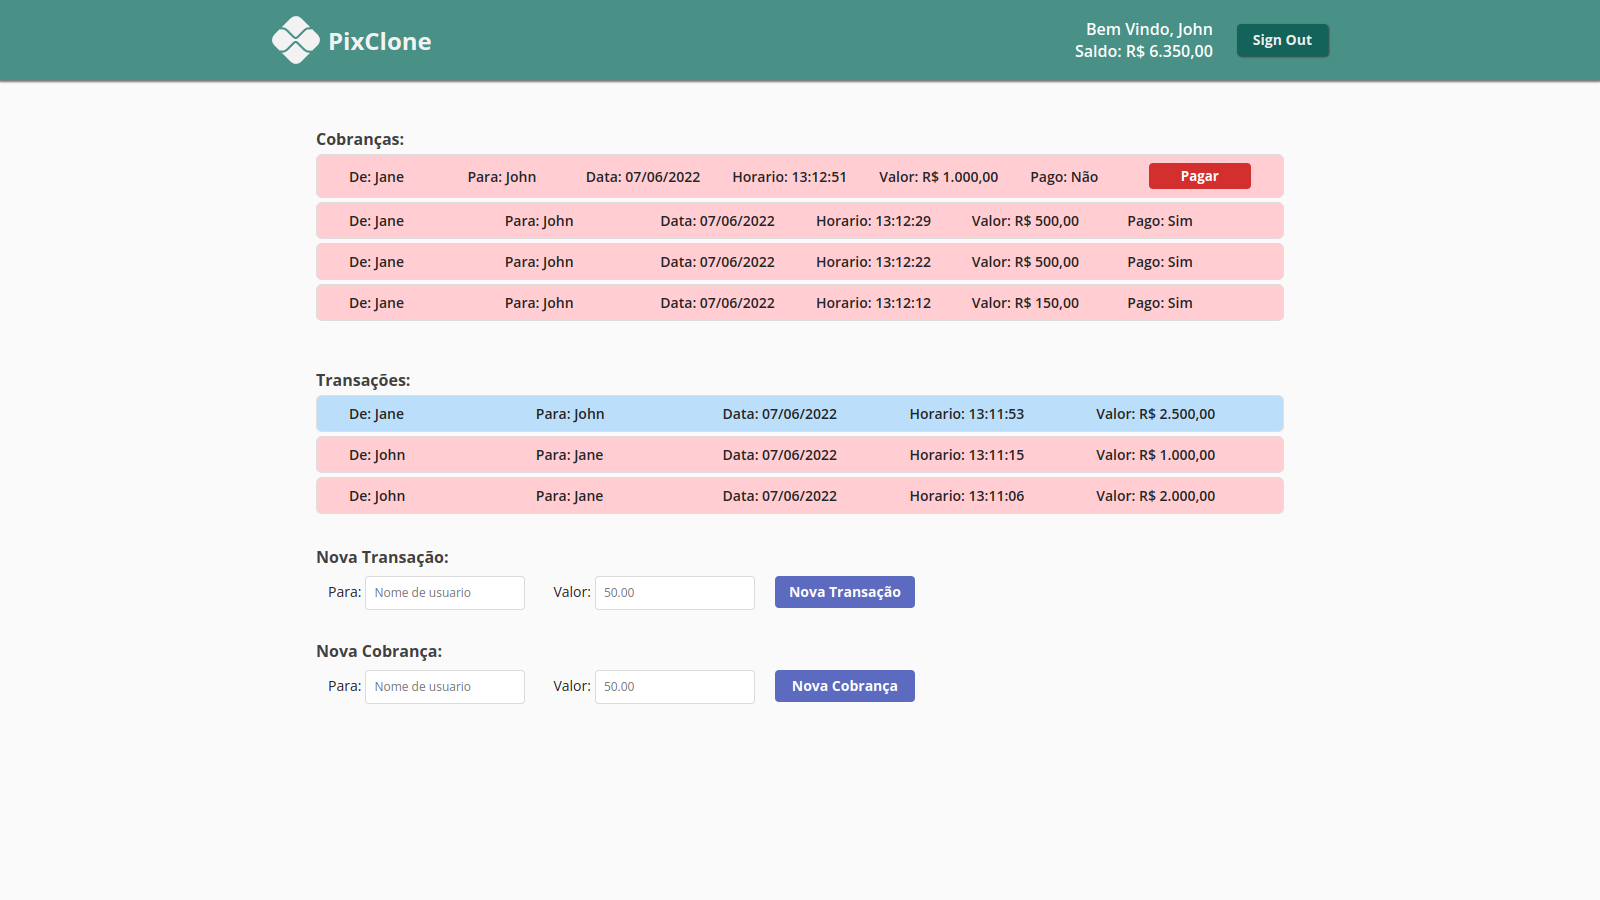 PixClone
Bem Vindo, John
Saldo: R$ 6.350,00
Sign Out
Cobranças:
De: Jane Para: John Data: 07/06/2022 Horario: 13:12:51 Valor: R$ 1.000,00 Pago: Não Pagar
De: Jane Para: John Data: 07/06/2022 Horario: 13:12:29 Valor: R$ 500,00 Pago: Sim
De: Jane Para: John Data: 07/06/2022 Horario: 13:12:22 Valor: R$ 500,00 Pago: Sim
De: Jane Para: John Data: 07/06/2022 Horario: 13:12:12 Valor: R$ 150,00 Pago: Sim
Transações:
De: Jane Para: John Data: 07/06/2022 Horario: 13:11:53 Valor: R$ 2.500,00
De: John Para: Jane Data: 07/06/2022 Horario: 13:11:15 Valor: R$ 1.000,00
De: John Para: Jane Data: 07/06/2022 Horario: 13:11:06 Valor: R$ 2.000,00
Nova Transação:
Para: Nome de usuario Valor: 50.00 Nova Transação
Nova Cobrança:
Para: Nome de usuario Valor: 50.00 Nova Cobrança